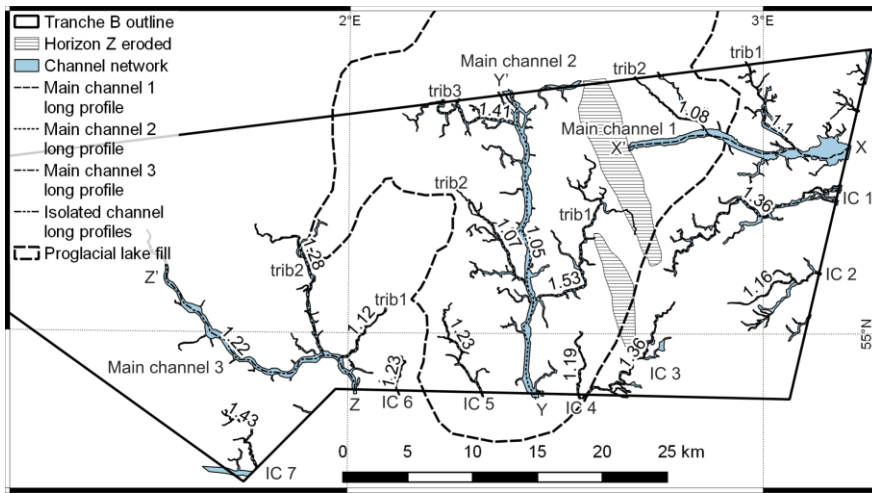 Tranche B outline
Horizon Z eroded
Channel network
Main channel 1
long profile
Main channel 2
long profile
Main channel 3
long profile
Isolated channel
long profiles
Proglacial lake fill
2°E
3°E
Main channel 2
Y'
trib3
1.41
trib2
trib1
1.08
1.1
Main channel 1
X'
X
IC 1
1.36
trib2
trib1
1.07
1.05
1.53
1.28
trib2
Z'
trib1
1.16
IC 2
1.12
1.22
Main channel 3
1.23
1.19
1.36
IC 3
55°N
1.23
Z
IC 6
IC 5
Y
IC 4
1.43
IC 7
0 5 10 15 20 25 km